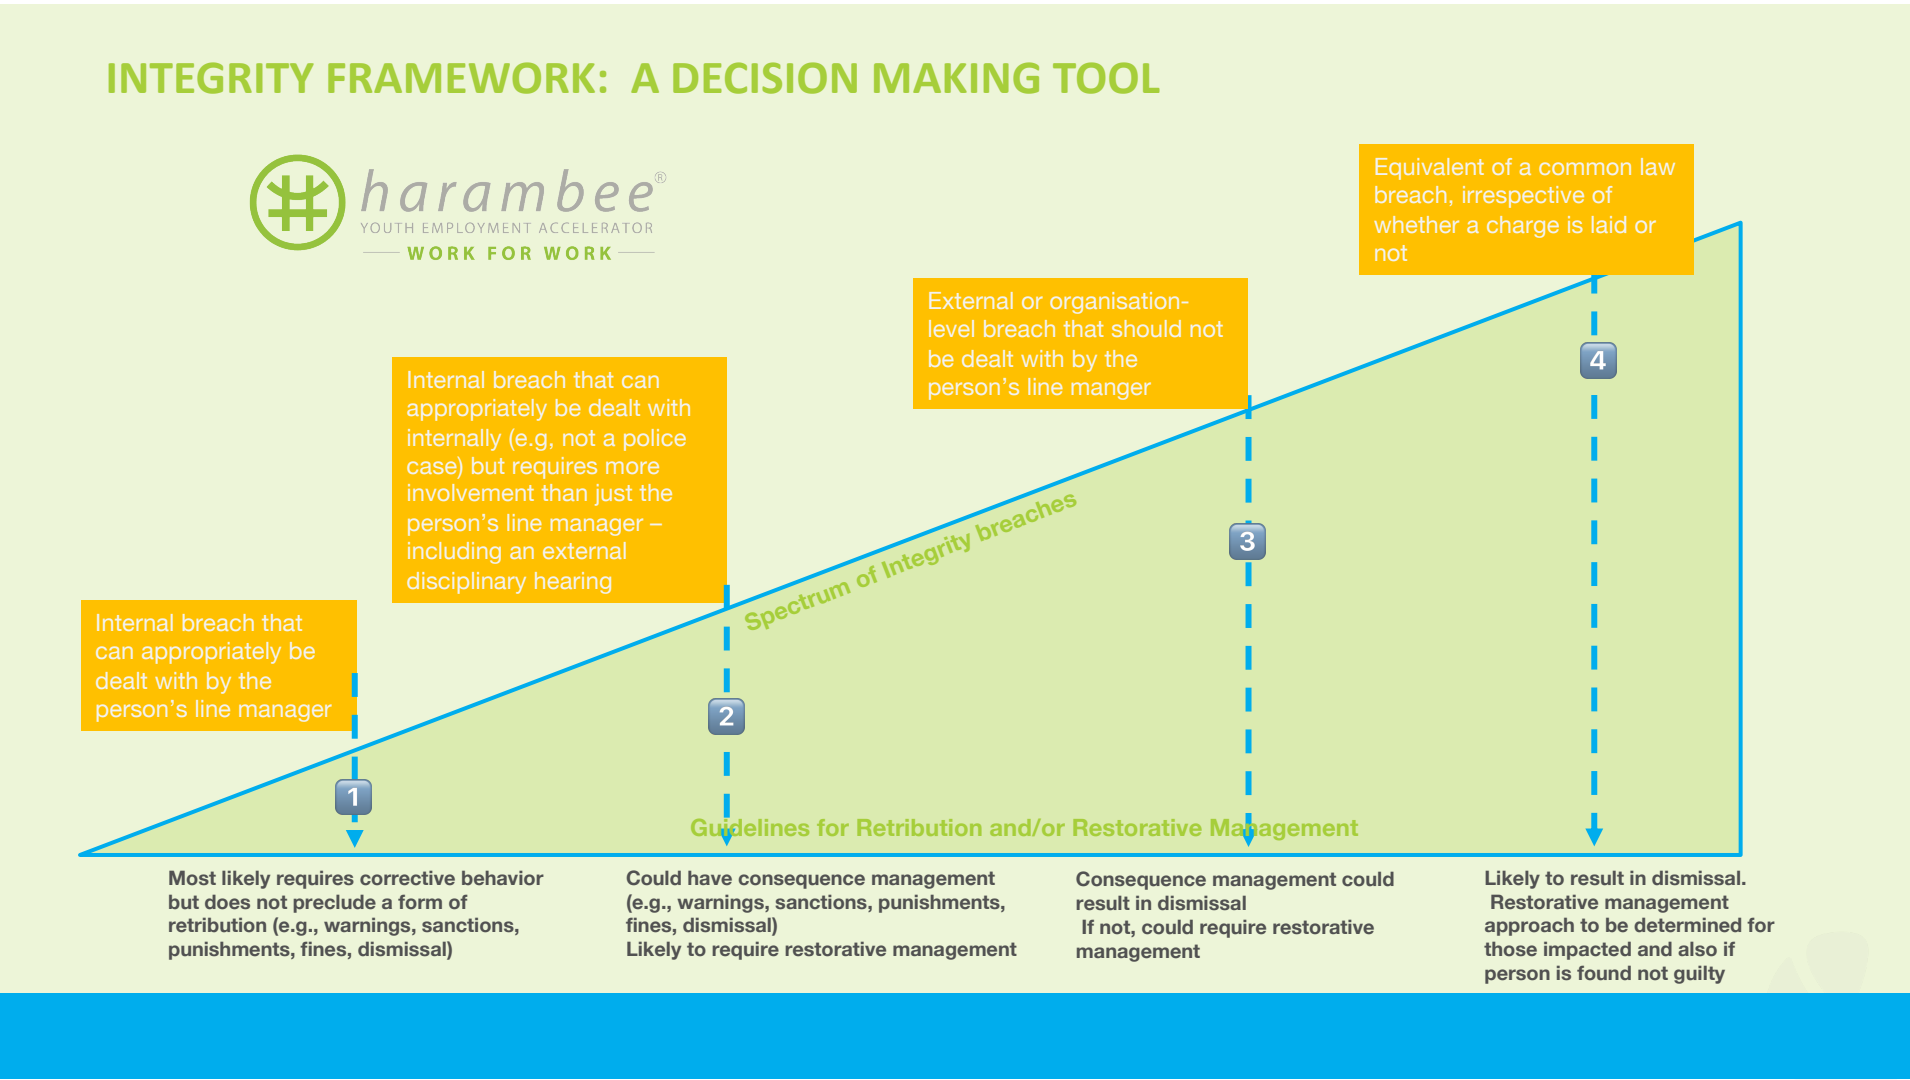 INTEGRITY FRAMEWORK:  A DECISION MAKING TOOL
harambee®
YOUTH EMPLOYMENT ACCELERATOR
WORK FOR WORK
Equivalent of a common law
breach, irrespective of
whether a charge is laid or
not
External or organisation-
level breach that should not
be dealt with by the
person's line manger
Internal breach that can
appropriately be dealt with
internally (e.g, not a police
case) but requires more
involvement than just the
person's line manager –
including an external
disciplinary hearing
Internal breach that
can appropriately be
dealt with by the
person's line manager
Spectrum of Integrity breaches
1
2
3
4
Guidelines for Retribution and/or Restorative Management
Most likely requires corrective behavior
but does not preclude a form of
retribution (e.g., warnings, sanctions,
punishments, fines, dismissal)
Could have consequence management
(e.g., warnings, sanctions, punishments,
fines, dismissal)
Likely to require restorative management
Consequence management could
result in dismissal
If not, could require restorative
management
Likely to result in dismissal.
Restorative management
approach to be determined for
those impacted and also if
person is found not guilty